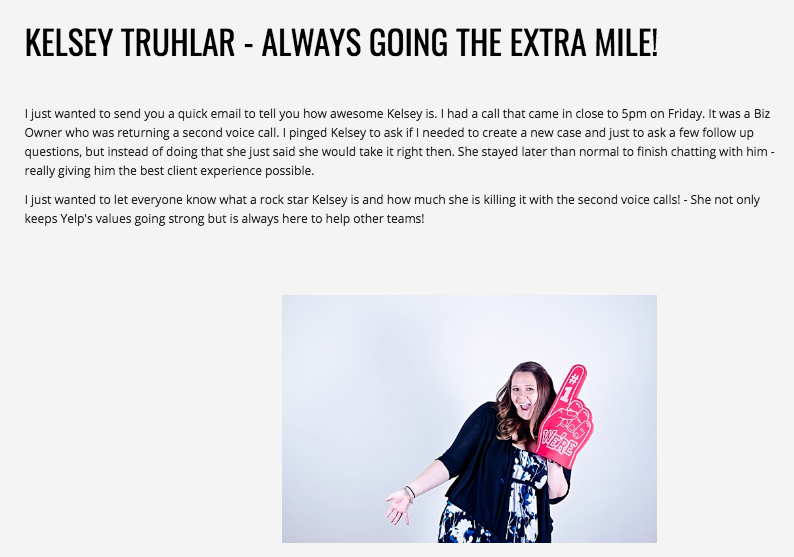 KELSEY TRUHLAR - ALWAYS GOING THE EXTRA MILE!
I just wanted to send you a quick email to tell you how awesome Kelsey is. I had a call that came in close to 5pm on Friday. It was a Biz
Owner who was returning a second voice call. I pinged Kelsey to ask if I needed to create a new case and just to ask a few follow up
questions, but instead of doing that she just said she would take it right then. She stayed later than normal to finish chatting with him -
really giving him the best client experience possible.
I just wanted to let everyone know what a rock star Kelsey is and how much she is killing it with the second voice calls! - She not only
keeps Yelp's values going strong but is always here to help other teams!
#1
WE'RE